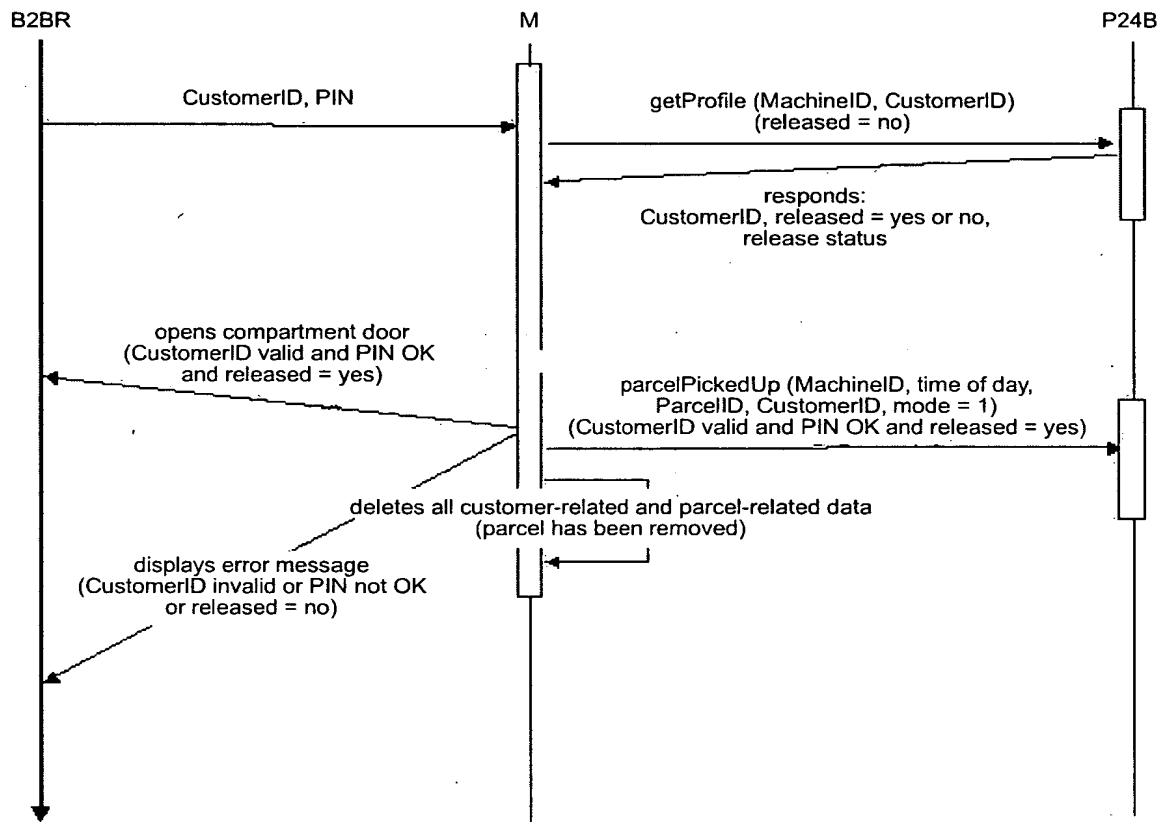 B2BR
M
P24B
CustomerID, PIN
getProfile (MachineID, CustomerID)
(released = no)
responds:
CustomerID, released = yes or no,
release status
opens compartment door
(CustomerID valid and PIN OK
and released = yes)
parcelPickedUp (MachineID, time of day,
ParcelID, CustomerID, mode = 1)
(CustomerID valid and PIN OK and released = yes)
deletes all customer-related and parcel-related data
(parcel has been removed)
displays error message
(CustomerID invalid or PIN not OK
or released = no)